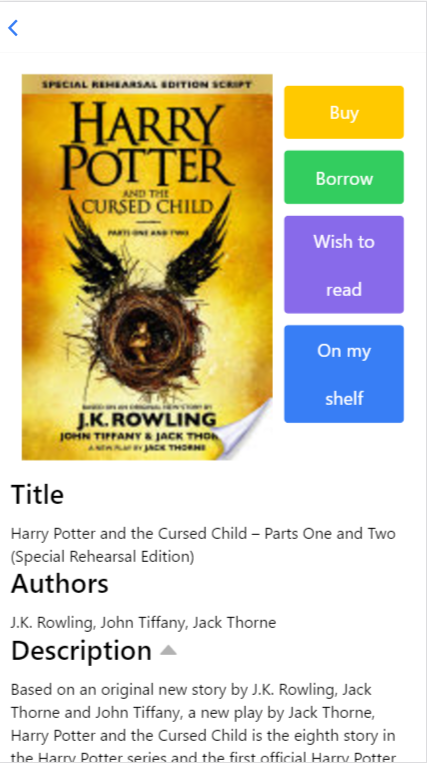 SPECIAL REHEARSAL EDITION SCRIPT
HARRY
POTTER
AND THE
CURSED CHILD
PARTS ONE AND TWO
BASED ON AN ORIGINAL NEW STORY BY
J.K. ROWLING
JOHN TIFFANY & JACK THOR
A NEW PLAY BY JACK THORNE
Buy
Borrow
Wish to
read
On my
shelf
Title
Harry Potter and the Cursed Child – Parts One and Two
(Special Rehearsal Edition)
Authors
J.K. Rowling, John Tiffany, Jack Thorne
Description
Based on an original new story by J.K. Rowling, Jack
Thorne and John Tiffany, a new play by Jack Thorne,
Harry Potter and the Cursed Child is the eighth story in
the Harry Potter series and the first official Harry Potter